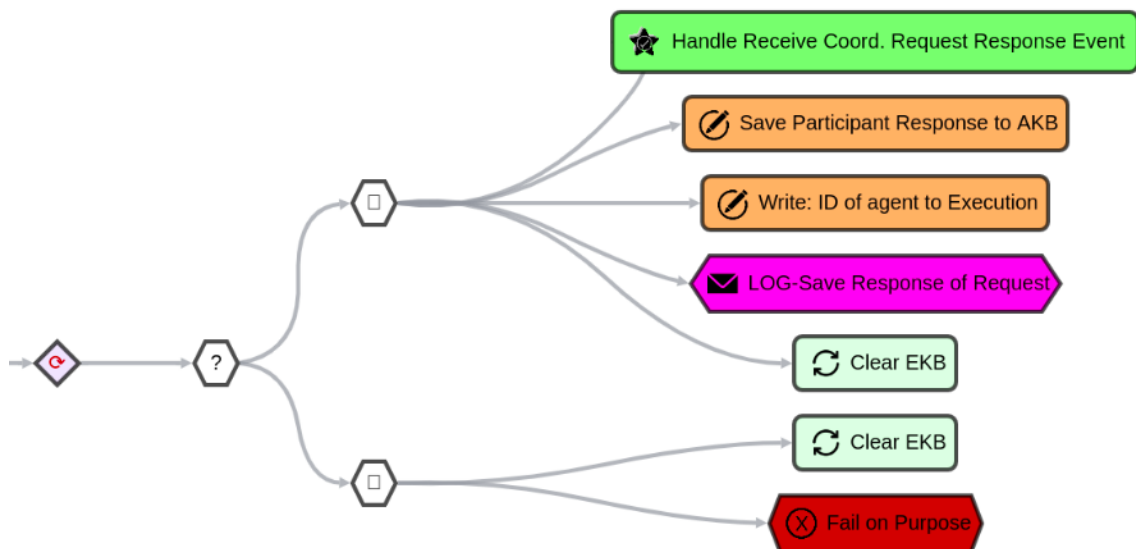 Handle Receive Coord. Request Response Event
Save Participant Response to AKB
Write: ID of agent to Execution
LOG-Save Response of Request
?
Clear EKB
Clear EKB
Fail on Purpose